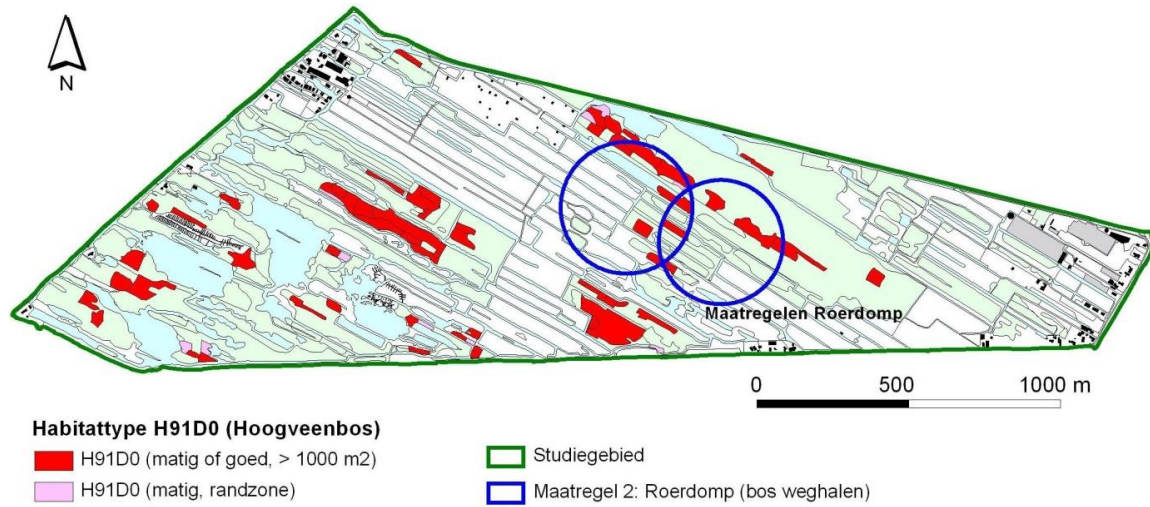 N
Maatregelen Roerdomp
0 500 1000 m
Habitattype H91D0 (Hoogveenbos)
H91D0 (matig of goed, > 1000 m2)
H91D0 (matig, randzone)
Studiegebied
Maatregel 2: Roerdomp (bos weghalen)